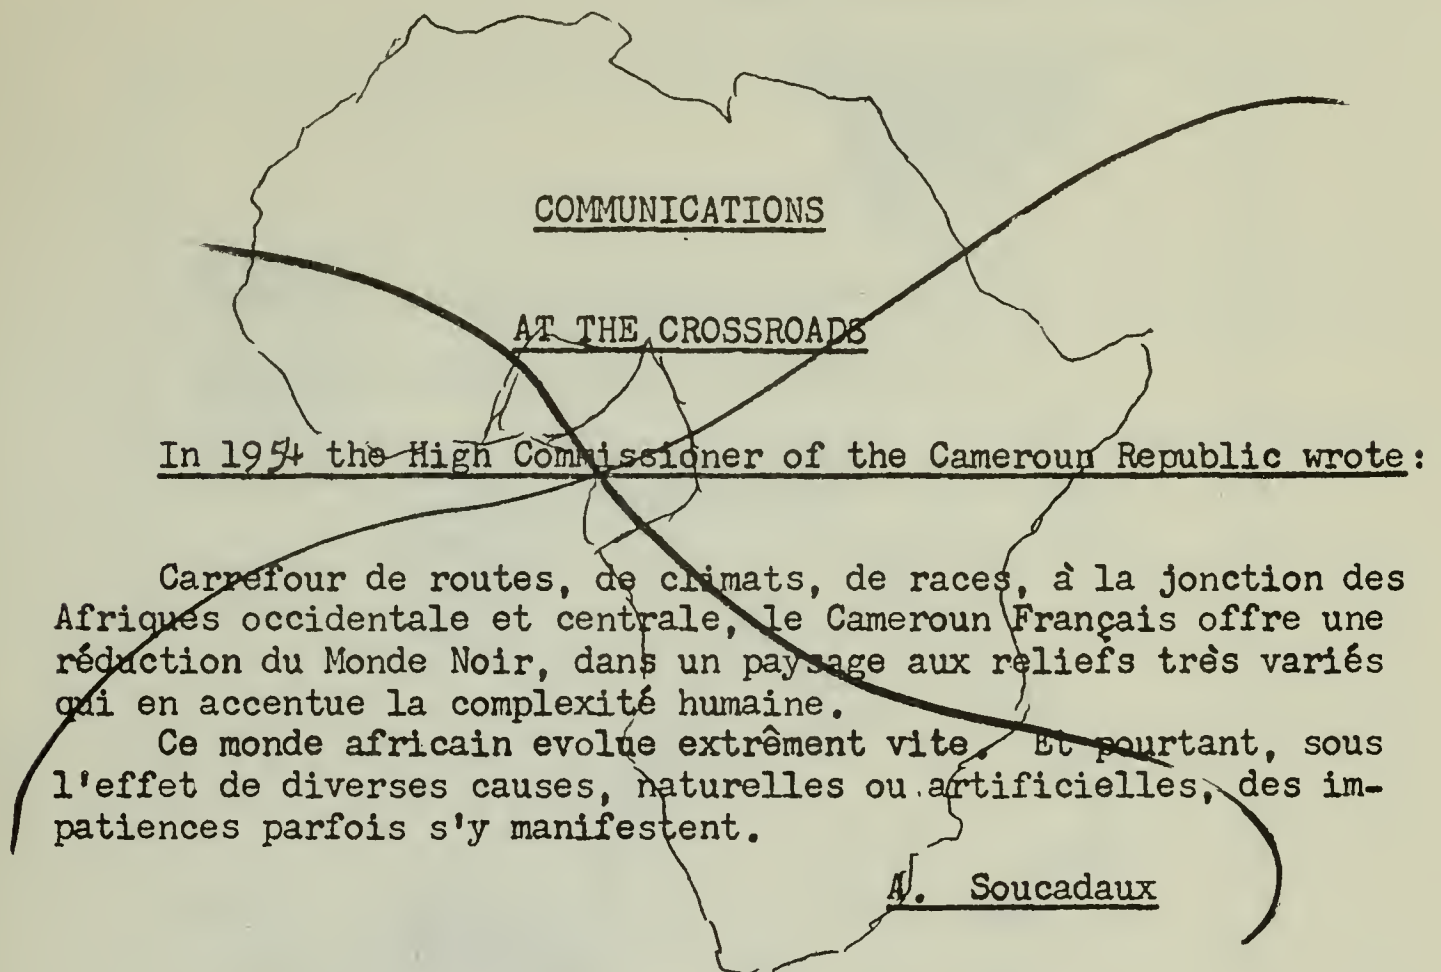 COMMUNICATIONS
AT THE CROSSROADS
In 1954 the High Commissioner of the Cameroun Republic wrote:
Carrefour de routes, de climats, de races, à la jonction des
Afriques occidentale et centrale, le Cameroun Français offre une
réduction du Monde Noir, dans un paysage aux reliefs très variés
qui en accentue la complexité humaine.
Ce monde africain evolue extrêment vite. Et pourtant, sous
l'effet de diverses causes, naturelles ou artificielles, des im-
patiences parfois s'y manifestent.
A. Soucadaux